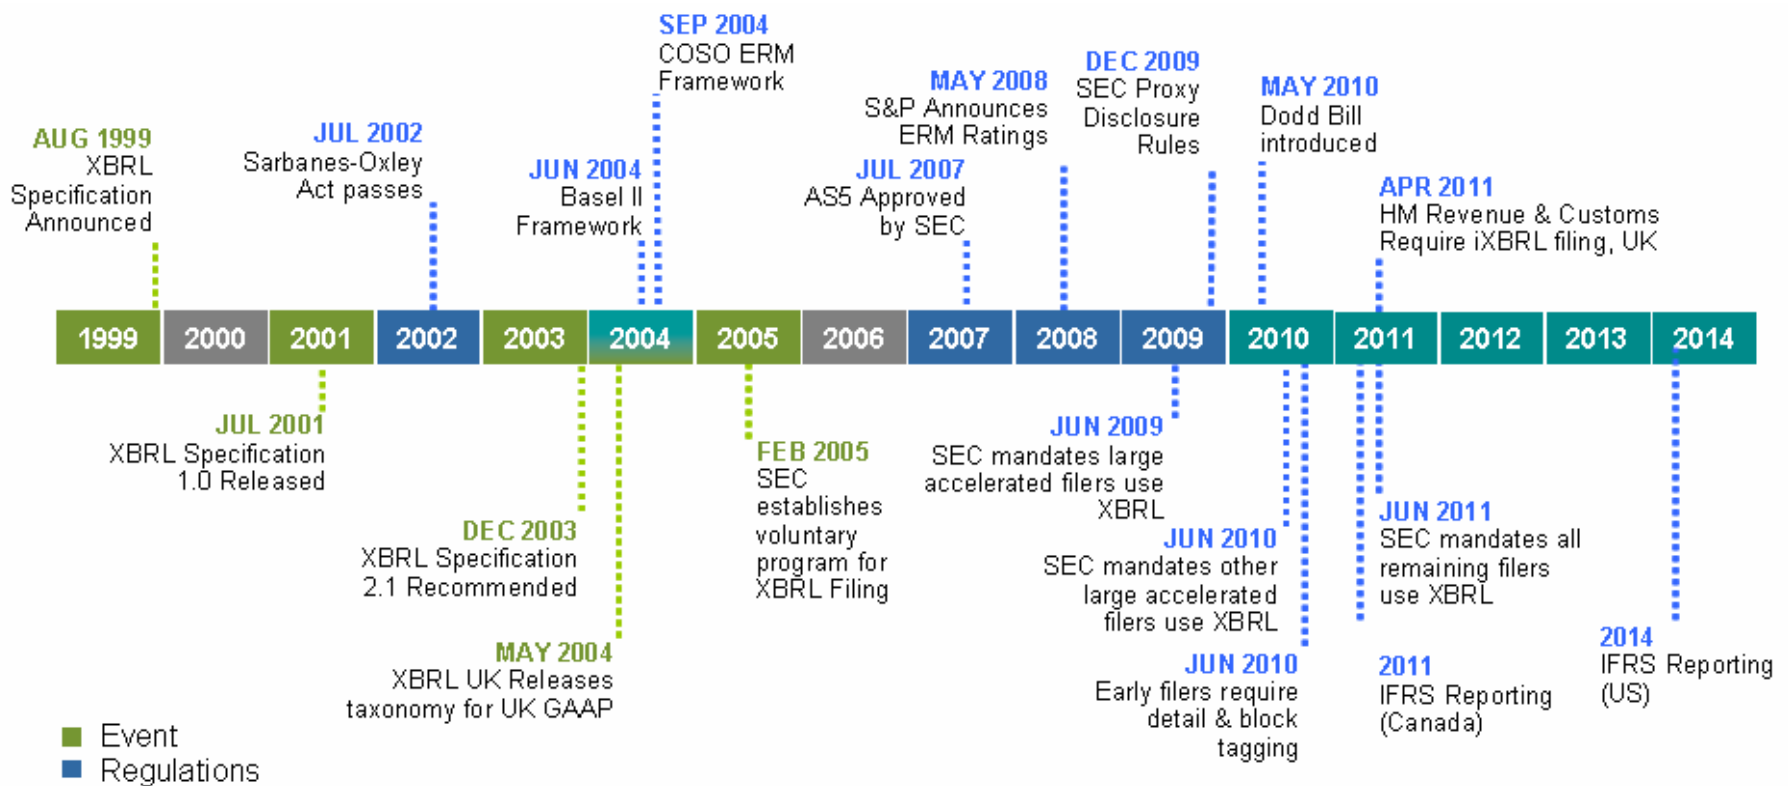 SEP 2004
COSO ERM
Framework
DEC 2009
SEC Proxy
Disclosure
Rules
MAY 2008
S&P Announces
ERM Ratings
MAY 2010
Dodd Bill
introduced
AUG 1999
XBRL
Specification
Announced
JUL 2002
Sarbanes-Oxley
Act passes
JUN 2004
Basel II
Framework
JUL 2007
AS5 Approved
by SEC
APR 2011
HM Revenue & Customs
Require iXBRL filing, UK
1999 2000 2001 2002 2003 2004 2005 2006 2007 2008 2009 2010 2011 2012 2013 2014
JUL 2001
XBRL Specification
1.0 Released
DEC 2003
XBRL Specification
2.1 Recommended
MAY 2004
XBRL UK Releases
taxonomy for UK GAAP
FEB 2005
SEC
establishes
voluntary
program for
XBRL Filing
JUN 2009
SEC mandates large
accelerated filers use
XBRL
JUN 2010
SEC mandates other
large accelerated
filers use XBRL
JUN 2010
Early filers require
detail & block
tagging
JUN 2011
SEC mandates all
remaining filers
use XBRL
2011
IFRS Reporting
(Canada)
2014
IFRS Reporting
(US)
Event
Regulations